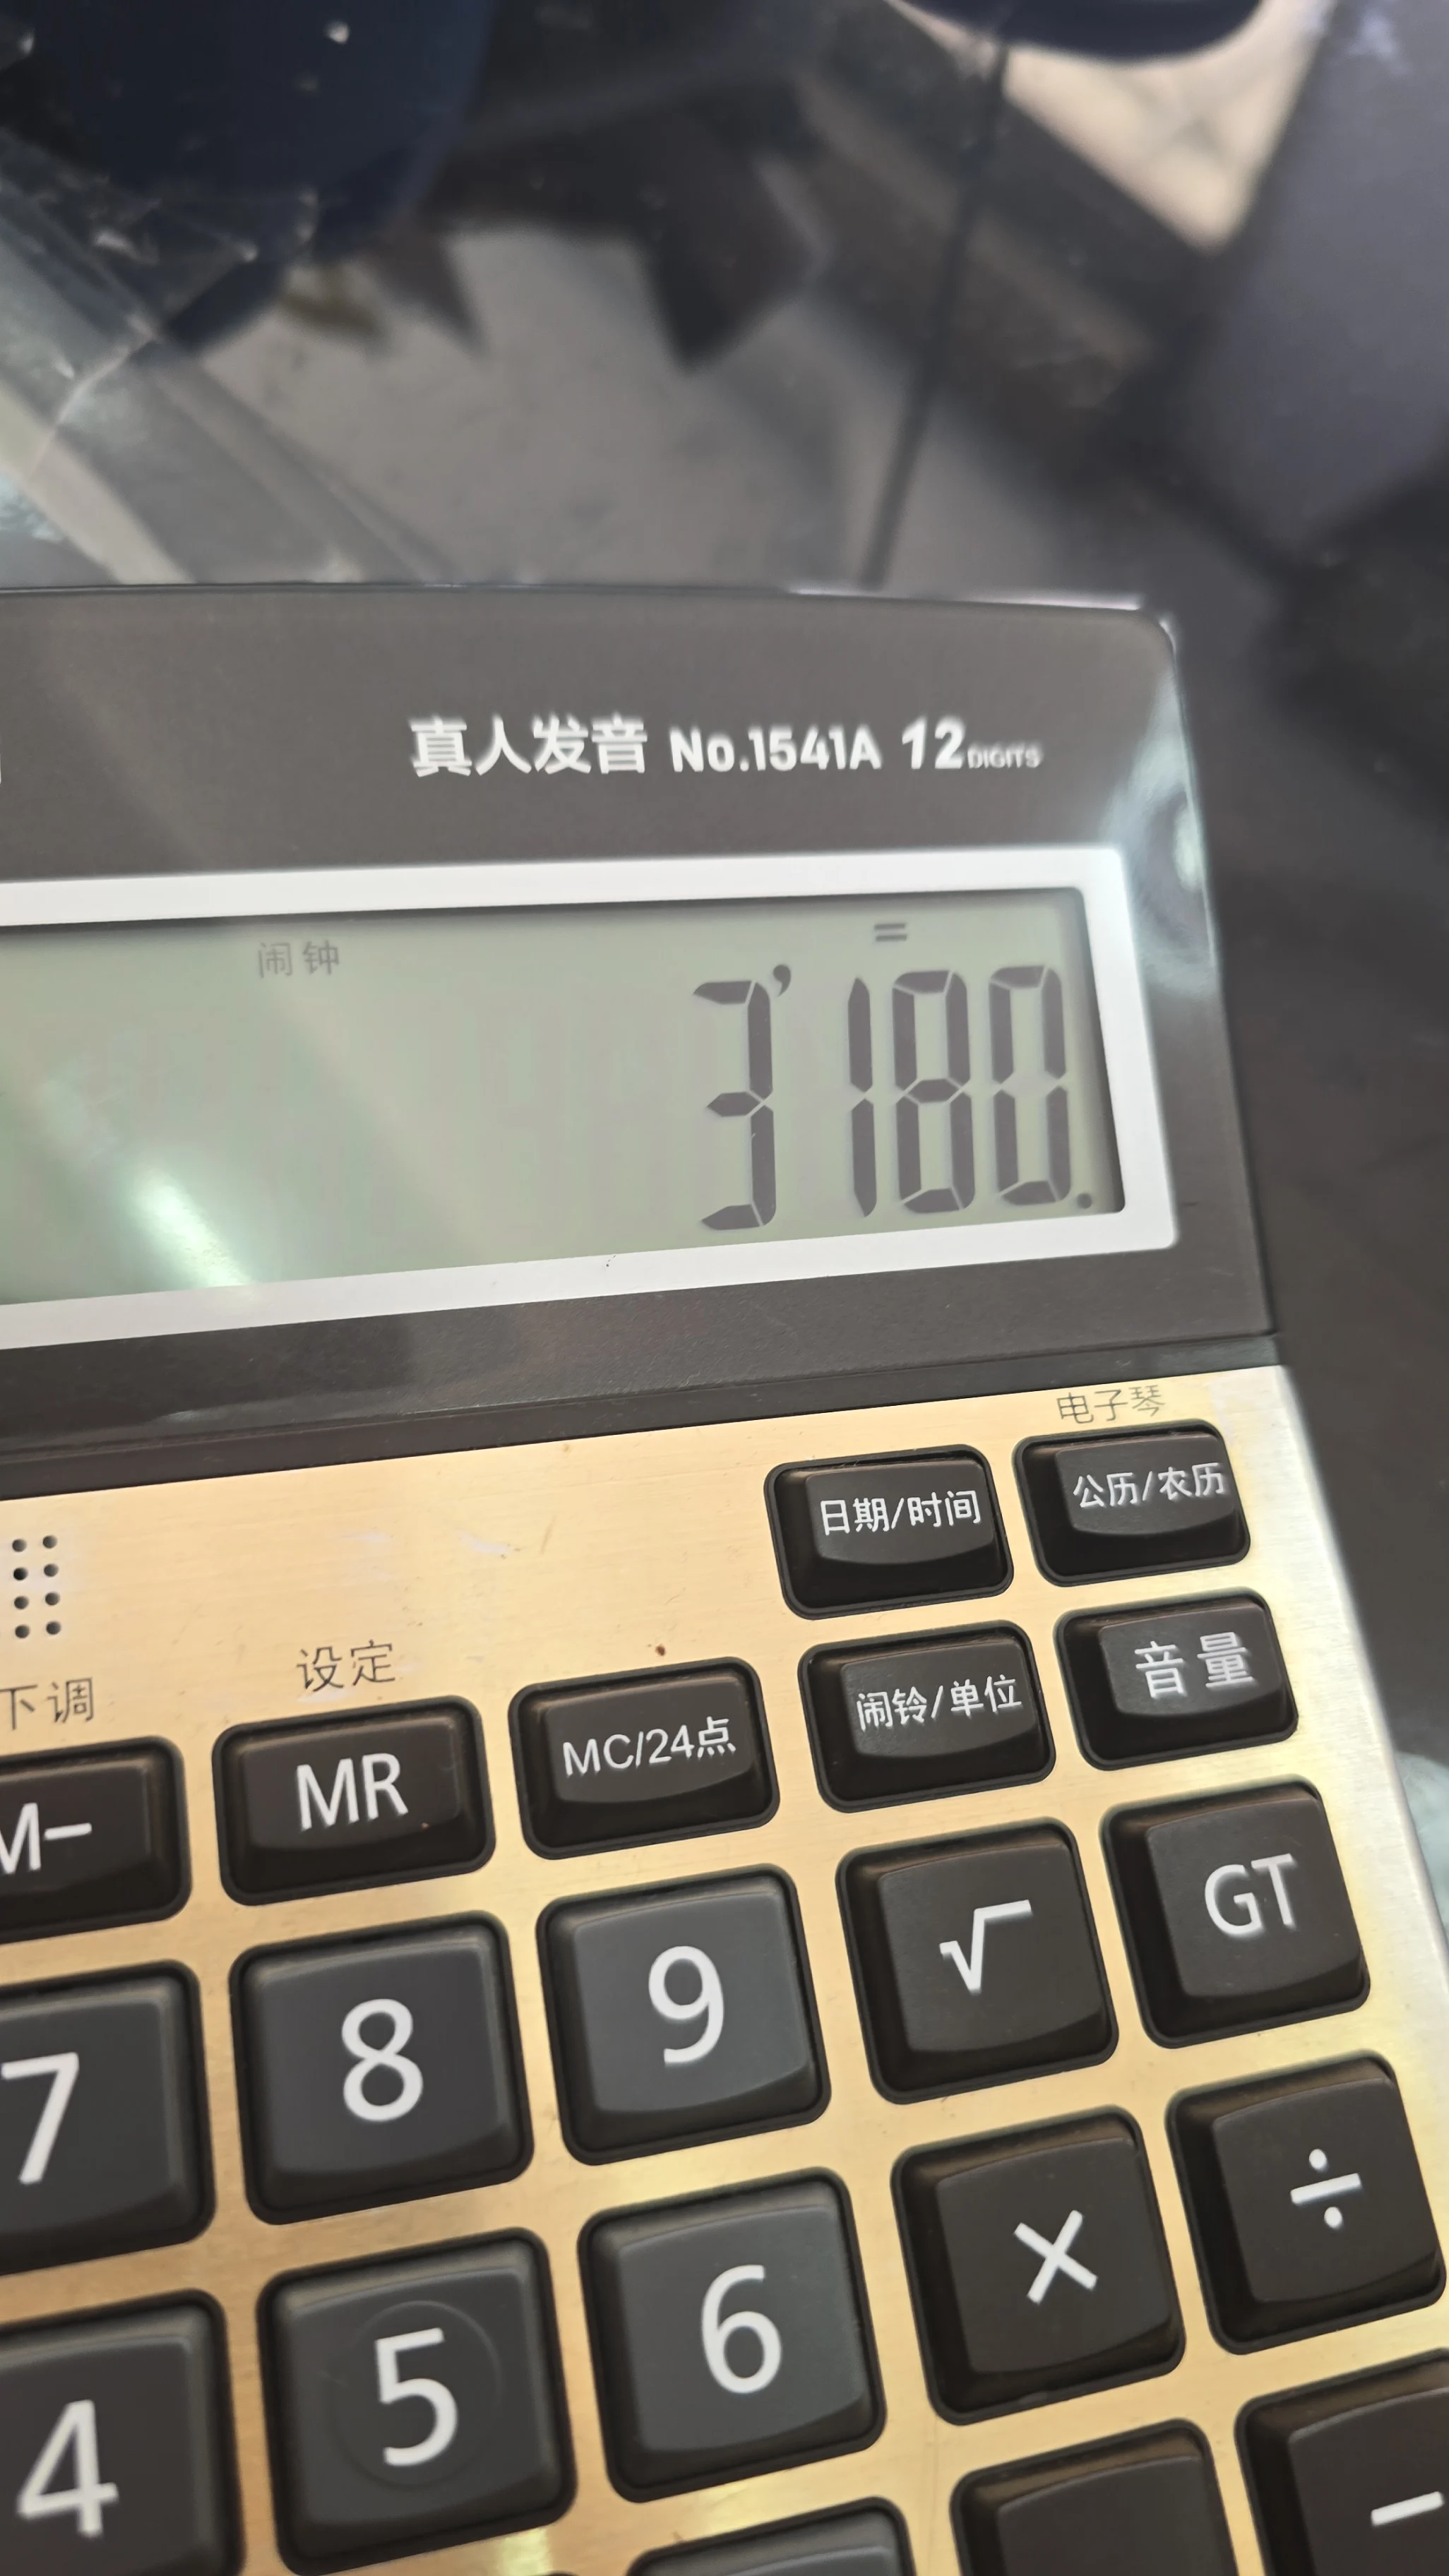 真人发音 No.1541A 12 DIGITS
闹钟 =
3'180.
电子琴
日期/时间 公历/农历
下调 设定
M− MR MC/24点 闹铃/单位 音量
7 8 9 √ GT
4 5 6 × ÷
−